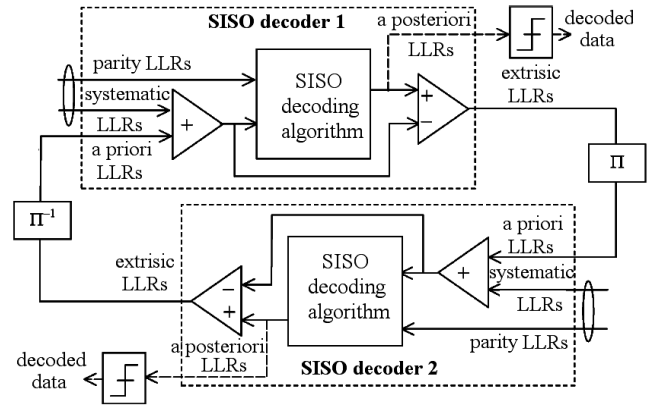 SISO decoder 1
a posteriori
LLRs
decoded
data
parity LLRs
systematic
LLRs
a priori
LLRs
+
SISO
decoding
algorithm
+
−
extrisic
LLRs
Π
Π⁻¹
a priori
LLRs
systematic
LLRs
parity LLRs
+
SISO
decoding
algorithm
−
+
extrisic
LLRs
a posteriori
LLRs
decoded
data
SISO decoder 2